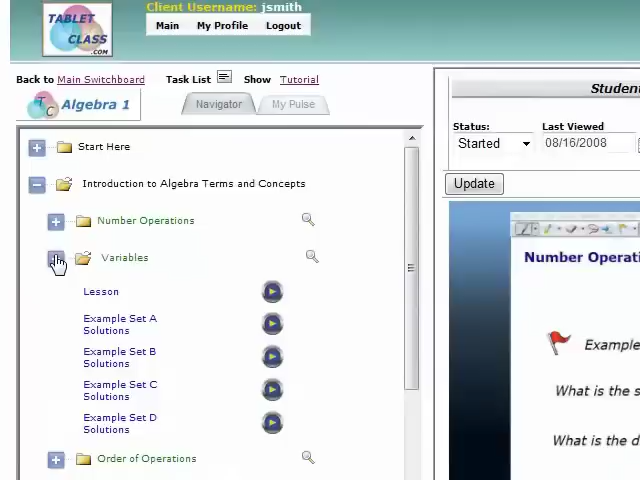 TABLET
CLASS
.COM
Client Username: jsmith
Main My Profile Logout
Back to Main Switchboard Task List Show Tutorial
TC Algebra 1
Navigator My Pulse
Start Here
Introduction to Algebra Terms and Concepts
Number Operations
Variables
Lesson
Example Set A
Solutions
Example Set B
Solutions
Example Set C
Solutions
Example Set D
Solutions
Order of Operations
Student
Status: Last Viewed
Started 08/16/2008
Update
Number Operati
Example
What is the s
What is the d